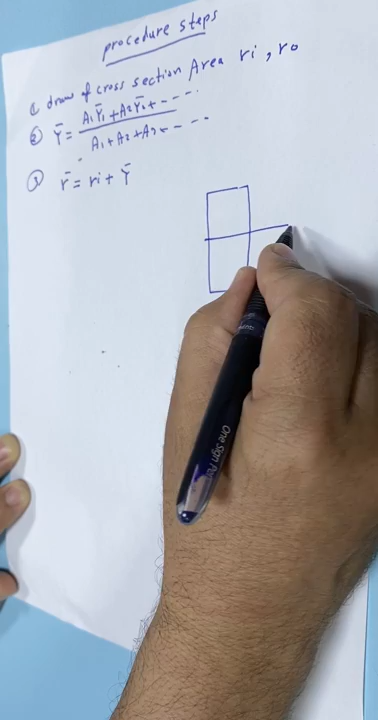 procedure steps
① draw of cross section Area ri , ro
② Ȳ = A₁Ȳ₁ + A₂Ȳ₂ + - - - ·
A₁ + A₂ + A₃ + - - - ·
③ r̄ = ri + Ȳ
One Sign Pen